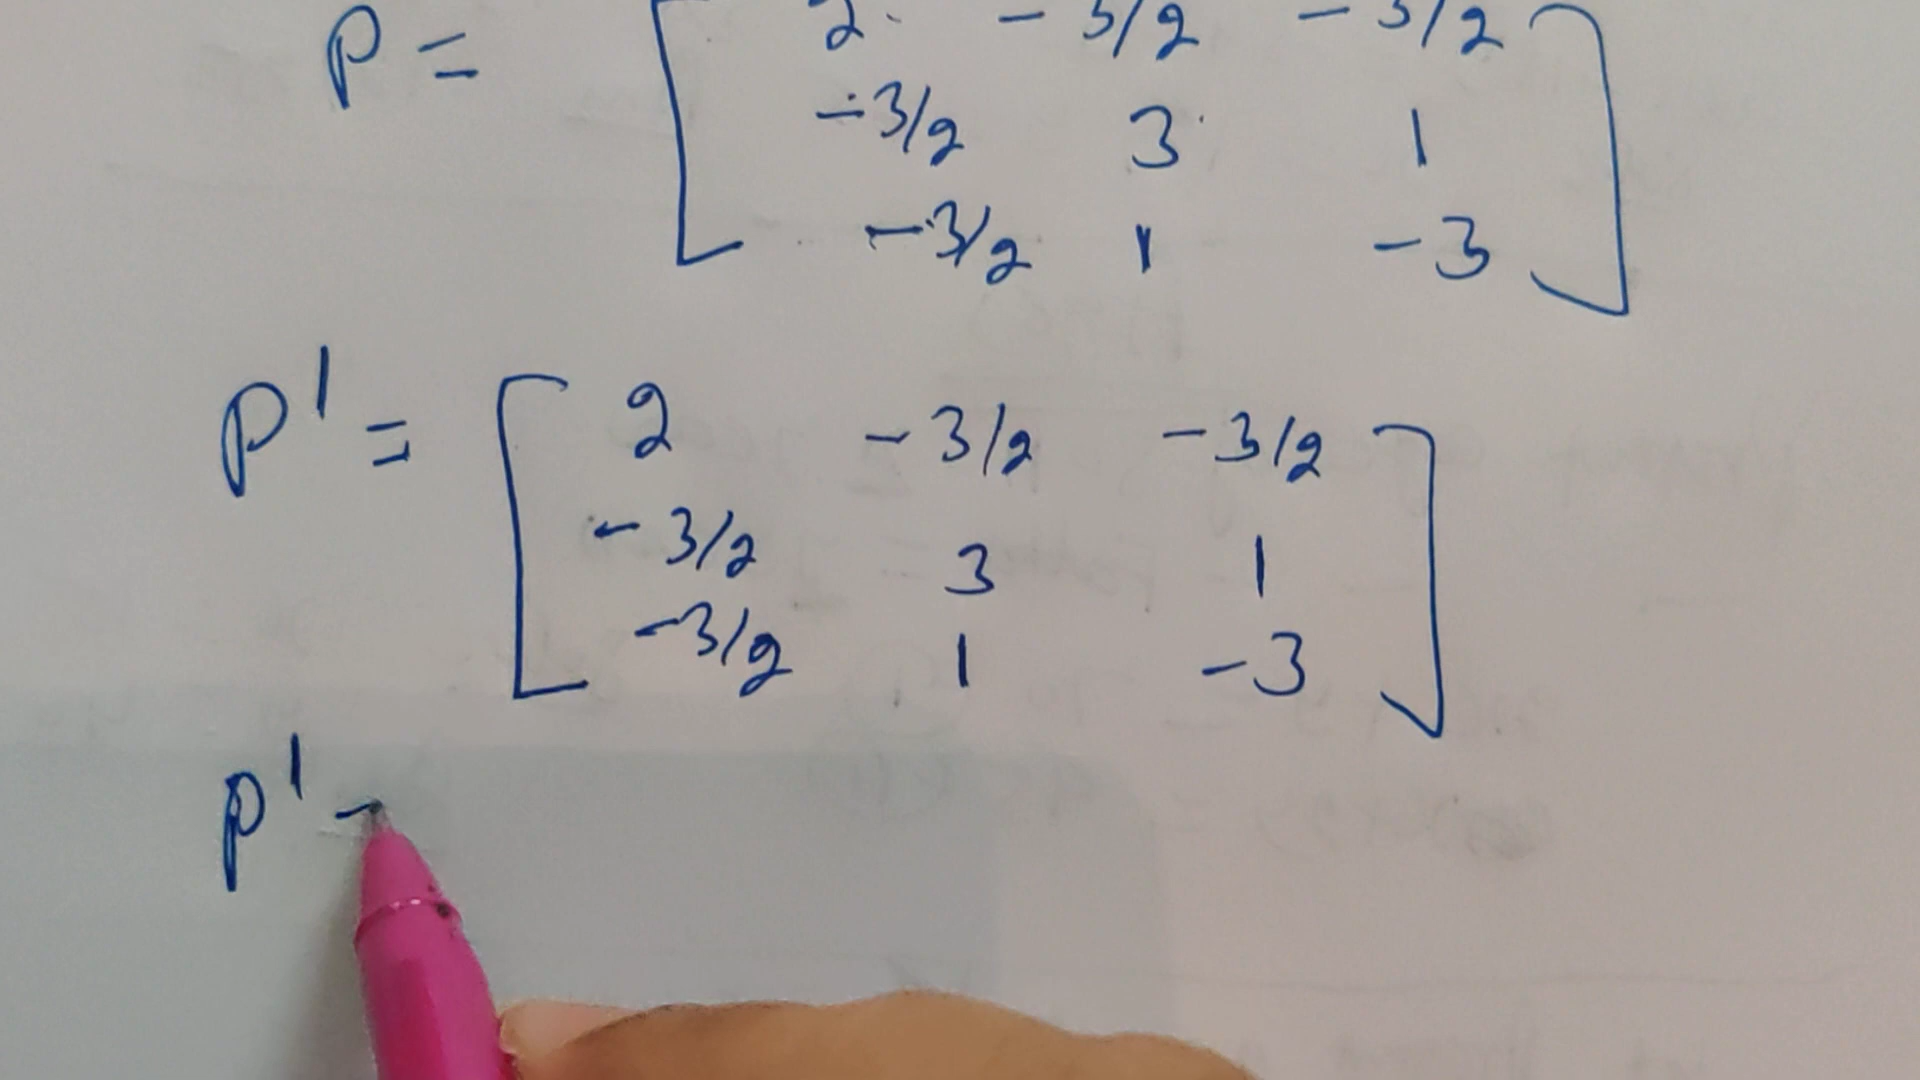 P = [ 2 - 3/2 - 3/2 ]
-3/2 3 1
-3/2 1 -3
P' = [ 2 - 3/2 - 3/2 ]
- 3/2 3 1
-3/2 1 -3
P' -